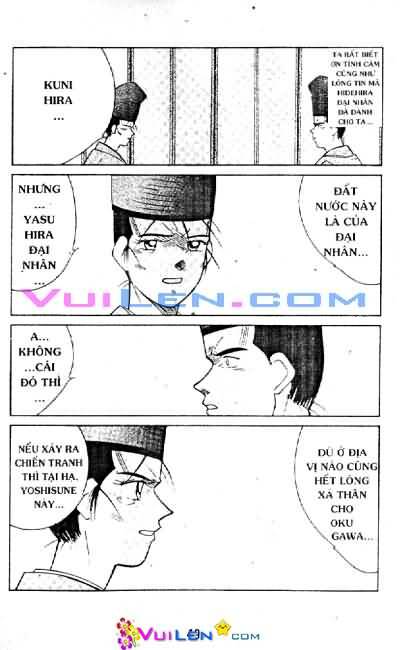 KUNI
HIRA
...
TA RẤT BIẾT
ƠN TÌNH CẢM
CŨNG NHƯ
LÒNG TIN MÀ
HIDEHIRA
ĐẠI NHÂN
ĐÃ DÀNH
CHO TA...
NHƯNG
...
YASU
HIRA
ĐẠI
NHÂN
...
ĐẤT
NƯỚC NÀY
LÀ CỦA
ĐẠI
NHÂN...
VUILEN.COM
A...
KHÔNG
...CÁI
ĐÓ THÌ
...
NẾU XẢY RA
CHIẾN TRANH
THÌ TẠI HẠ,
YOSHISUNE
NÀY...
DÙ Ở ĐỊA
VỊ NÀO CŨNG
HẾT LÒNG
XẢ THÂN
CHO
OKU
GAWA...
VUILEN
.COM